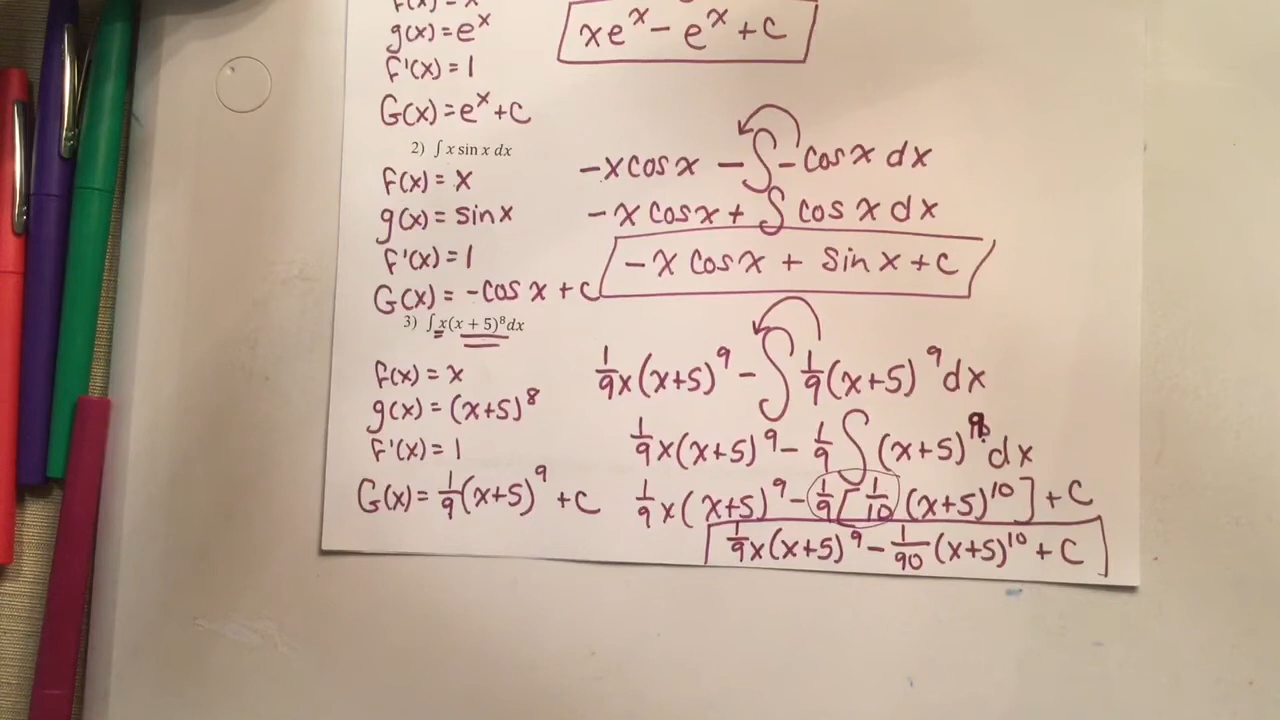 f(x) = x
g(x) = e^x
f'(x) = 1
G(x) = e^x + C
xe^x - e^x + C
2) ∫ x sin x dx
f(x) = x
g(x) = sin x
f'(x) = 1
G(x) = -cos x + C
-x cos x - ∫ - cos x dx
-x cos x + ∫ cos x dx
-x cos x + sin x + C
3) ∫ x(x + 5)^8 dx
f(x) = x
g(x) = (x+5)^8
f'(x) = 1
G(x) = 1/9 (x+5)^9 + C
1/9 x(x+5)^9 - ∫ 1/9 (x+5)^9 dx
1/9 x(x+5)^9 - 1/9 ∫ (x+5)^9 dx
1/9 x(x+5)^9 - 1/9 [1/10 (x+5)^10] + C
1/9 x(x+5)^9 - 1/90 (x+5)^10 + C